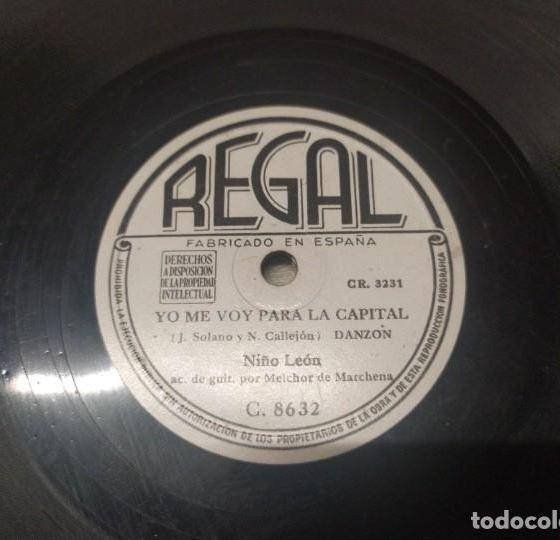 REGAL
FABRICADO EN ESPAÑA
DERECHOS
A DISPOSICION
DE LA PROPIEDAD
INTELECTUAL
CR. 3231
YO ME VOY PARA LA CAPITAL
(J. Solano y N. Callejón) DANZON
Niño León
ac. de guit. por Melchor de Marchena
C. 8632
PROHIBIDA LA EJECUCION PUBLICA SIN AUTORIZACION DE LOS PROPIETARIOS DE LA OBRA Y DE ESTA REPRODUCCION FONOGRAFICA
todocole